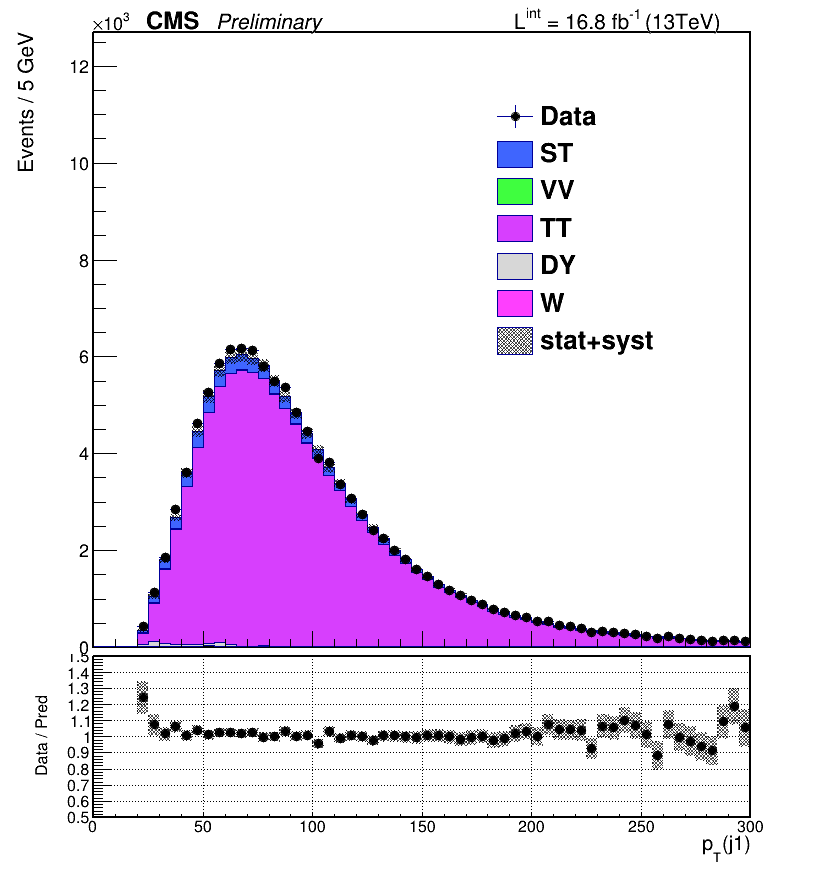 ×10³ CMS Preliminary L^int = 16.8 fb⁻¹ (13TeV)
Events / 5 GeV
12
10
8
6
4
2
0
Data
ST
VV
TT
DY
W
stat+syst
Data / Pred
1.5
1.4
1.3
1.2
1.1
1
0.9
0.8
0.7
0.6
0.5
0 50 100 150 200 250 300
p_T(j1)